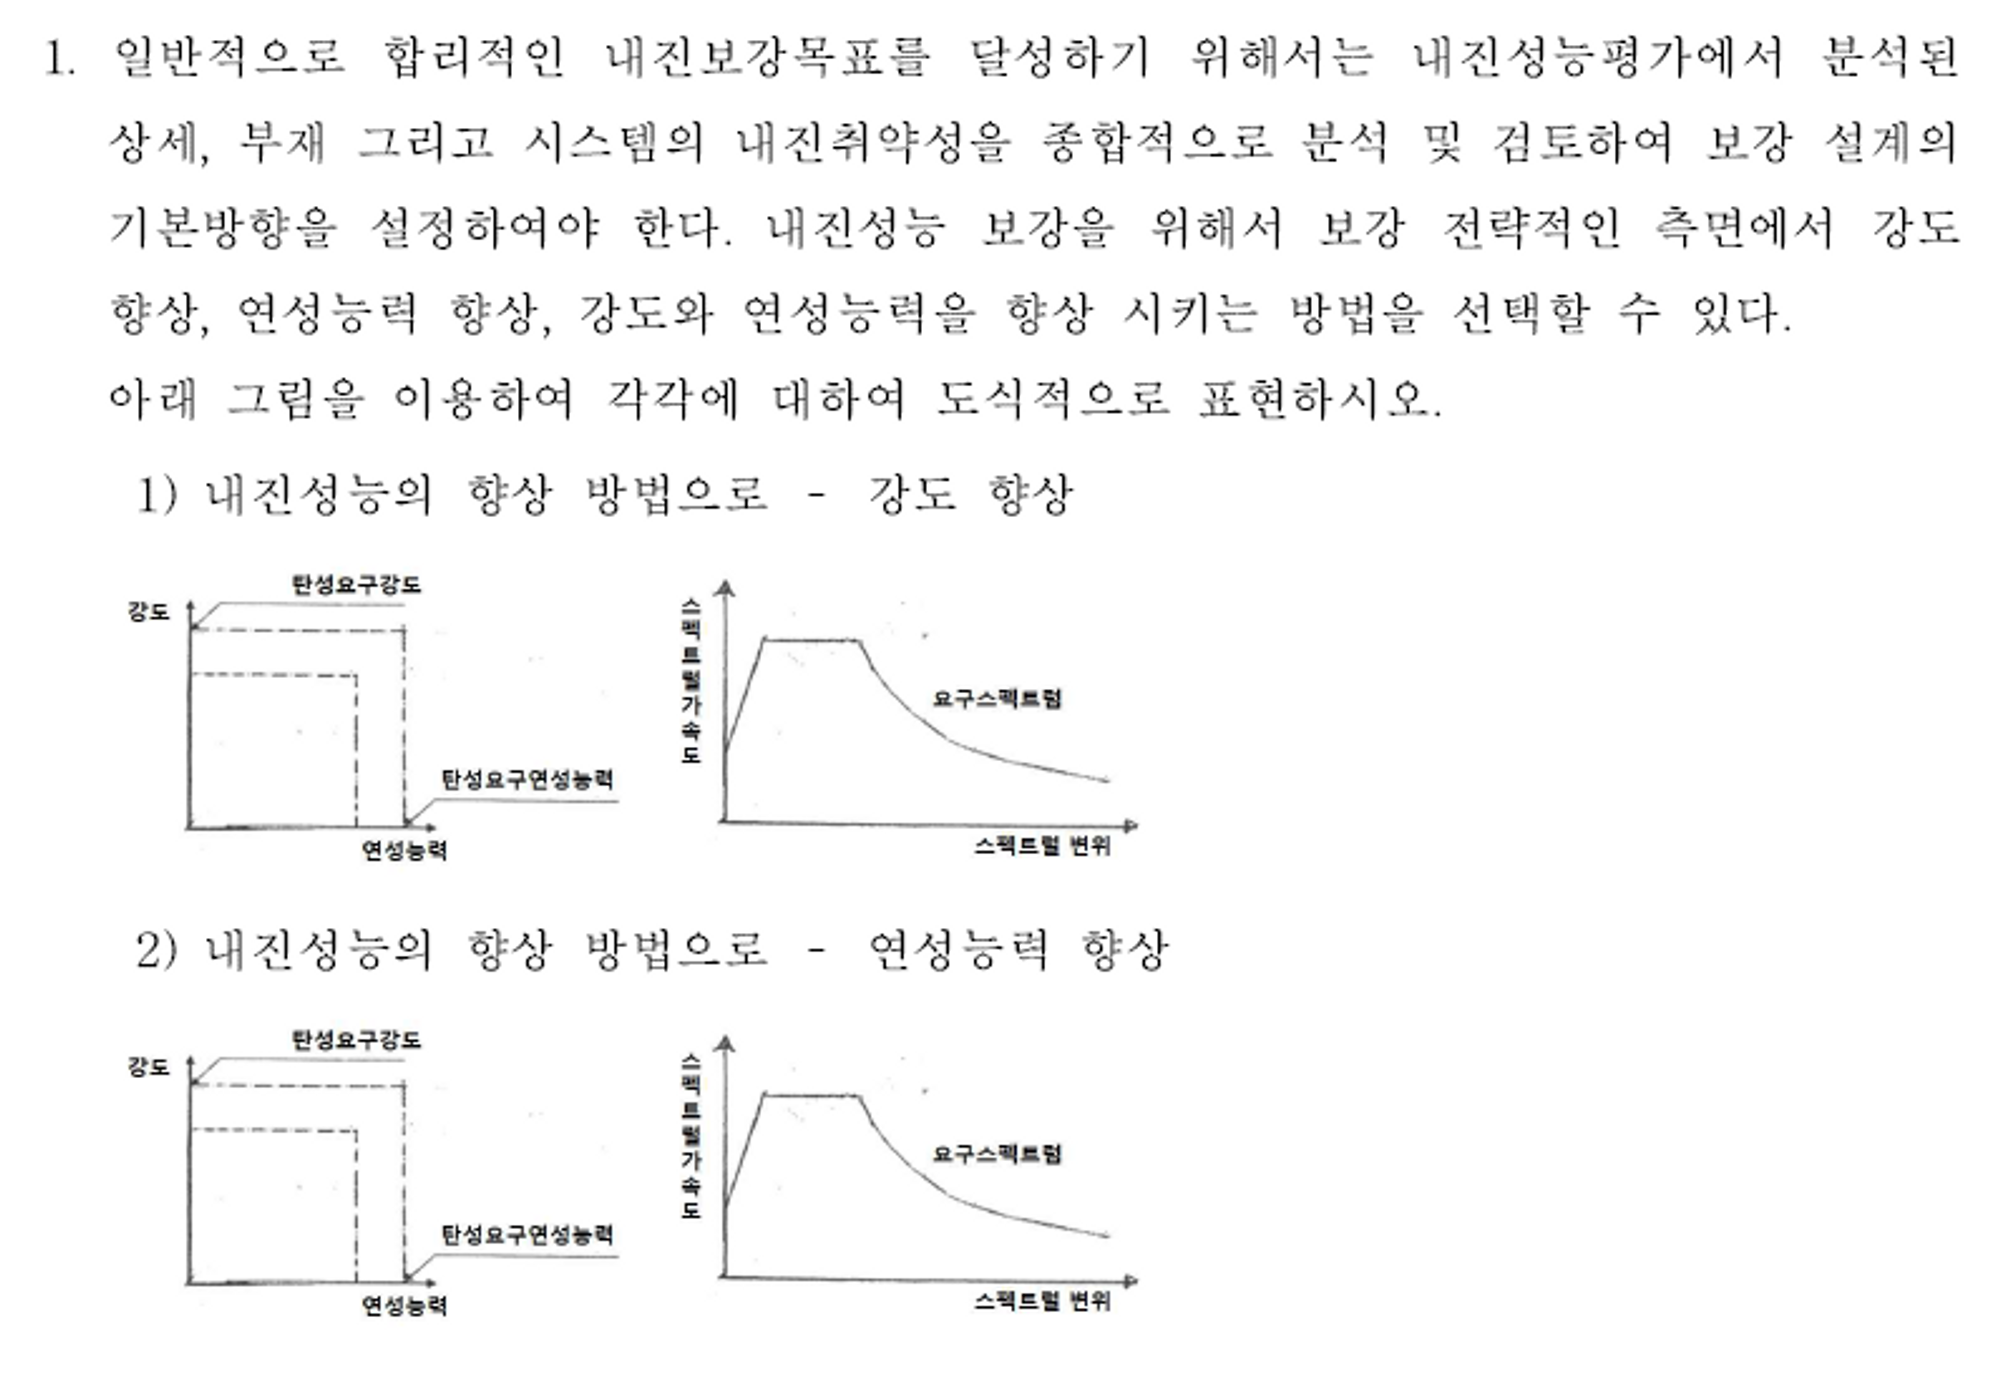 1. 일반적으로 합리적인 내진보강목표를 달성하기 위해서는 내진성능평가에서 분석된
상세, 부재 그리고 시스템의 내진취약성을 종합적으로 분석 및 검토하여 보강 설계의
기본방향을 설정하여야 한다. 내진성능 보강을 위해서 보강 전략적인 측면에서 강도
향상, 연성능력 향상, 강도와 연성능력을 향상 시키는 방법을 선택할 수 있다.
아래 그림을 이용하여 각각에 대하여 도식적으로 표현하시오.
1) 내진성능의 향상 방법으로 - 강도 향상
탄성요구강도
강도
탄성요구연성능력
연성능력
스펙트럴가속도
요구스펙트럼
스펙트럴 변위
2) 내진성능의 향상 방법으로 - 연성능력 향상
탄성요구강도
강도
탄성요구연성능력
연성능력
스펙트럴가속도
요구스펙트럼
스펙트럴 변위